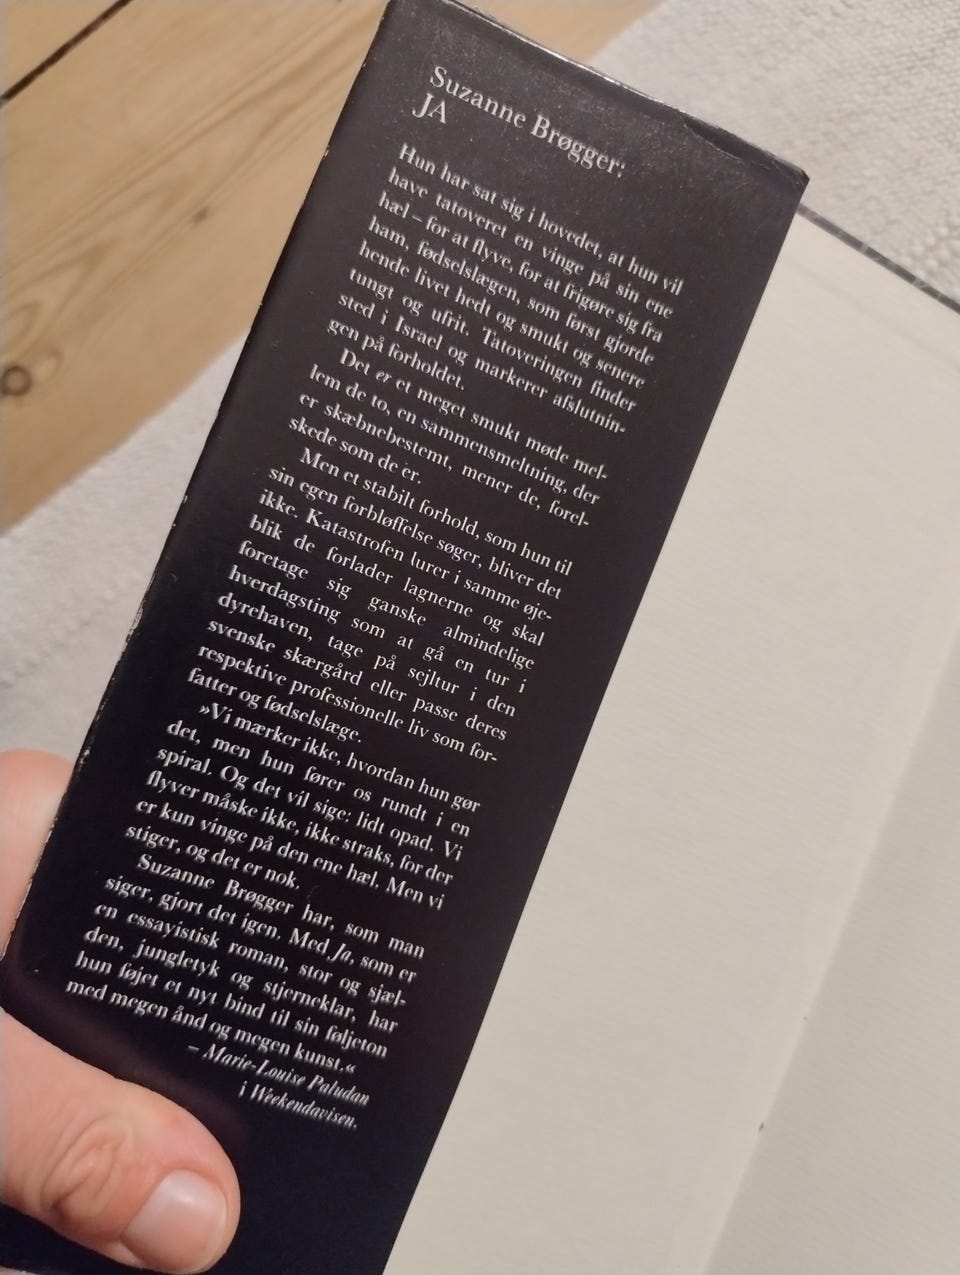 Suzanne Brøgger:
JA
Hun har sat sig i hovedet, at hun vil
have tatoveret en vinge på sin ene
hæl – for at flyve, for at frigøre sig fra
ham, fødselslægen, som først gjorde
hende livet hedt og smukt og senere
tungt og ufrit. Tatoveringen finder
sted i Israel og markerer afslutnin-
gen på forholdet.
Det er et meget smukt møde mel-
lem de to, en sammensmeltning, der
er skæbnebestemt, mener de, forel-
skede som de er.
Men et stabilt forhold, som hun til
sin egen forbløffelse søger, bliver det
ikke. Katastrofen lurer i samme øje-
blik de forlader lagnerne og skal
foretage sig ganske almindelige
hverdagsting som at gå en tur i
dyrehaven, tage på sejltur i den
svenske skærgård eller passe deres
respektive professionelle liv som for-
fatter og fødselslæge.
»Vi mærker ikke, hvordan hun gør
det, men hun fører os rundt i en
spiral. Og det vil sige: lidt opad. Vi
flyver måske ikke, ikke straks, for der
er kun vinge på den ene hæl. Men vi
stiger, og det er nok.
Suzanne Brøgger har, som man
siger, gjort det igen. Med Ja, som er
en essayistisk roman, stor og sjæl-
den, jungletyk og stjerneklar, har
hun føjet et nyt bind til sin føljeton
med megen ånd og megen kunst.«
– Marie-Louise Paludan
i Weekendavisen.